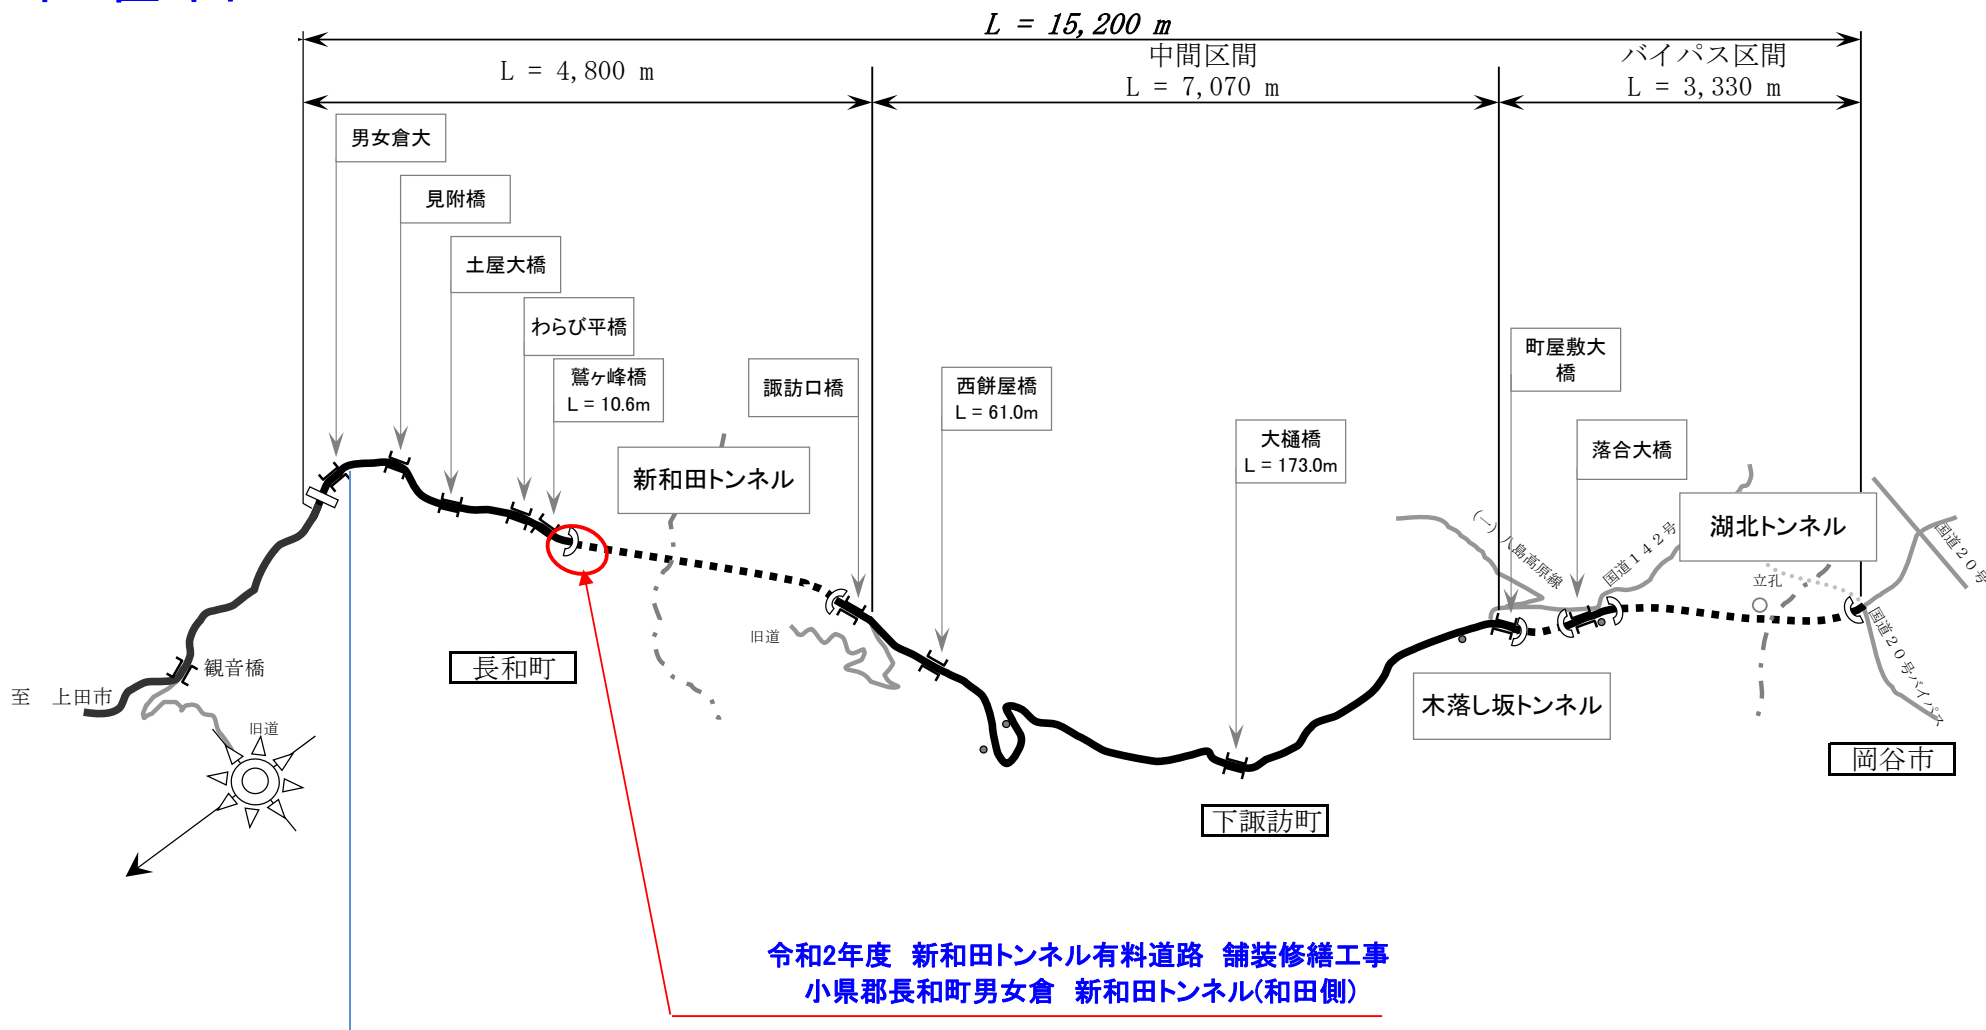 L = 15,200 m
L = 4,800 m
中間区間
L = 7,070 m
バイパス区間
L = 3,330 m
男女倉大
見附橋
土屋大橋
わらび平橋
鷲ヶ峰橋
L = 10.6m
新和田トンネル
諏訪口橋
西餅屋橋
L = 61.0m
大樋橋
L = 173.0m
町屋敷大
橋
落合大橋
湖北トンネル
(一)八島高原線
国道142号
立孔
国道20号
国道20号バイパス
旧道
観音橋
長和町
至　上田市
旧道
木落し坂トンネル
岡谷市
下諏訪町
令和2年度　新和田トンネル有料道路　舗装修繕工事
小県郡長和町男女倉　新和田トンネル(和田側)